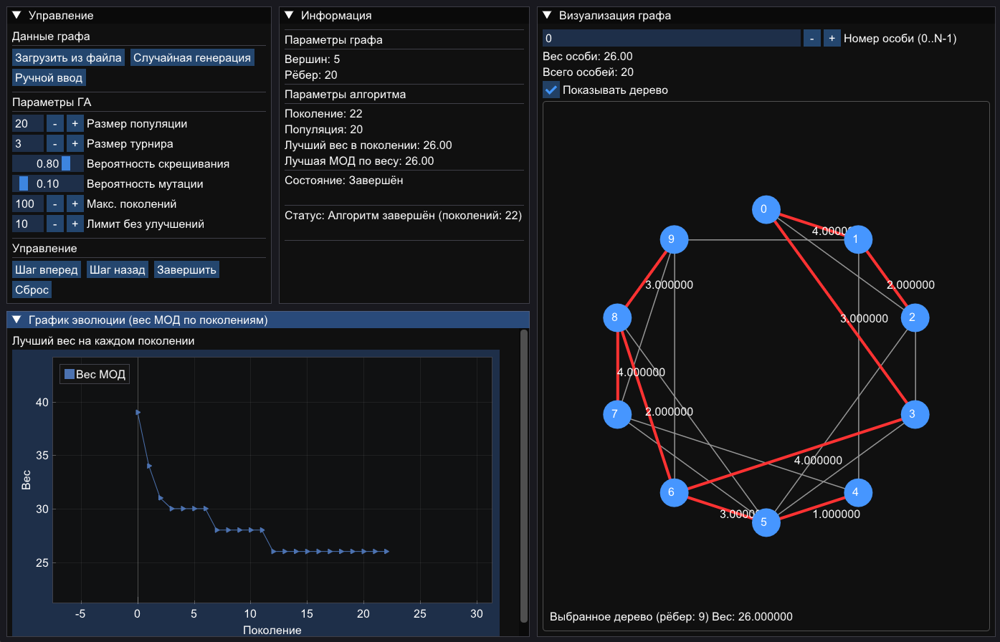 Управление
Данные графа
Загрузить из файла Случайная генерация
Ручной ввод
Параметры ГА
20 - + Размер популяции
3 - + Размер турнира
0.80 Вероятность скрещивания
0.10 Вероятность мутации
100 - + Макс. поколений
10 - + Лимит без улучшений
Управление
Шаг вперед Шаг назад Завершить
Сброс
Информация
Параметры графа
Вершин: 5
Рёбер: 20
Параметры алгоритма
Поколение: 22
Популяция: 20
Лучший вес в поколении: 26.00
Лучшая МОД по весу: 26.00
Состояние: Завершён
Статус: Алгоритм завершён (поколений: 22)
График эволюции (вес МОД по поколениям)
Лучший вес на каждом поколении
Вес МОД
40
35
30
25
Вес
-5 0 5 10 15 20 25 30
Поколение
Визуализация графа
0 - + Номер особи (0..N-1)
Вес особи: 26.00
Всего особей: 20
Показывать дерево
0
4.0000
9 1
3.000000 2.000000
8 3.000000 2
4.000000
7 2.000000 3
4.000000
6 4
3.0000 5 1.000000
Выбранное дерево (рёбер: 9) Вес: 26.000000